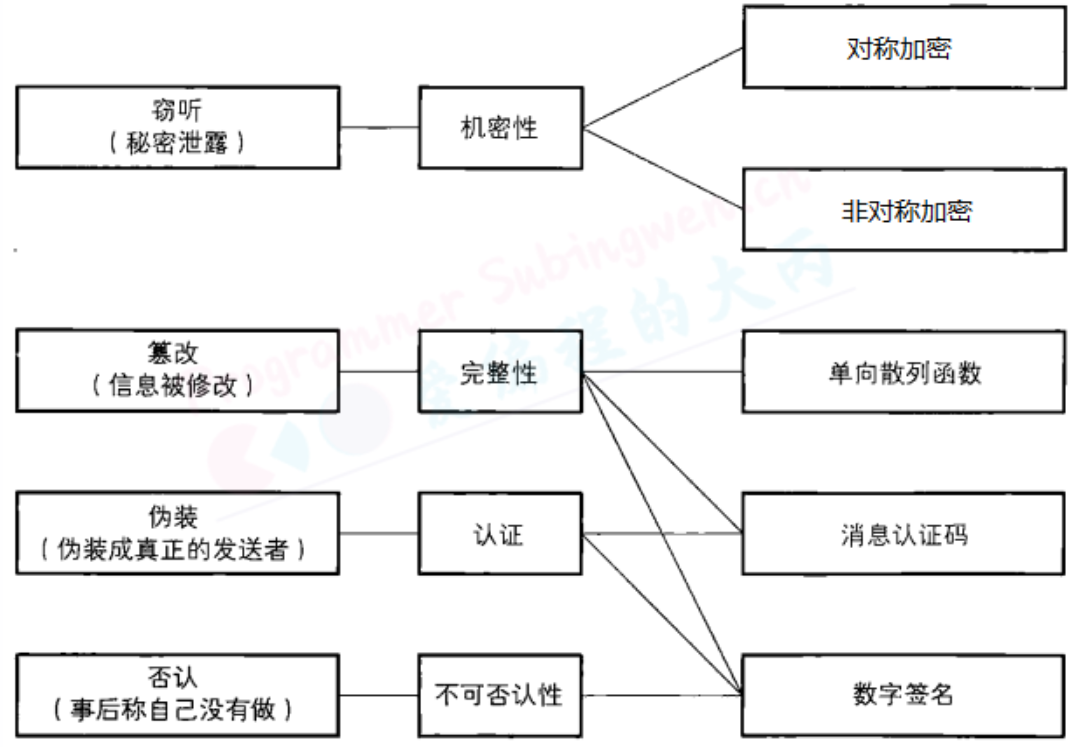 对称加密
窃听
（秘密泄露）
机密性
非对称加密
篡改
（信息被修改）
完整性
单向散列函数
伪装
（伪装成真正的发送者）
认证
消息认证码
否认
（事后称自己没有做）
不可否认性
数字签名
Programmer Subingwen.cn
爱编程的大丙